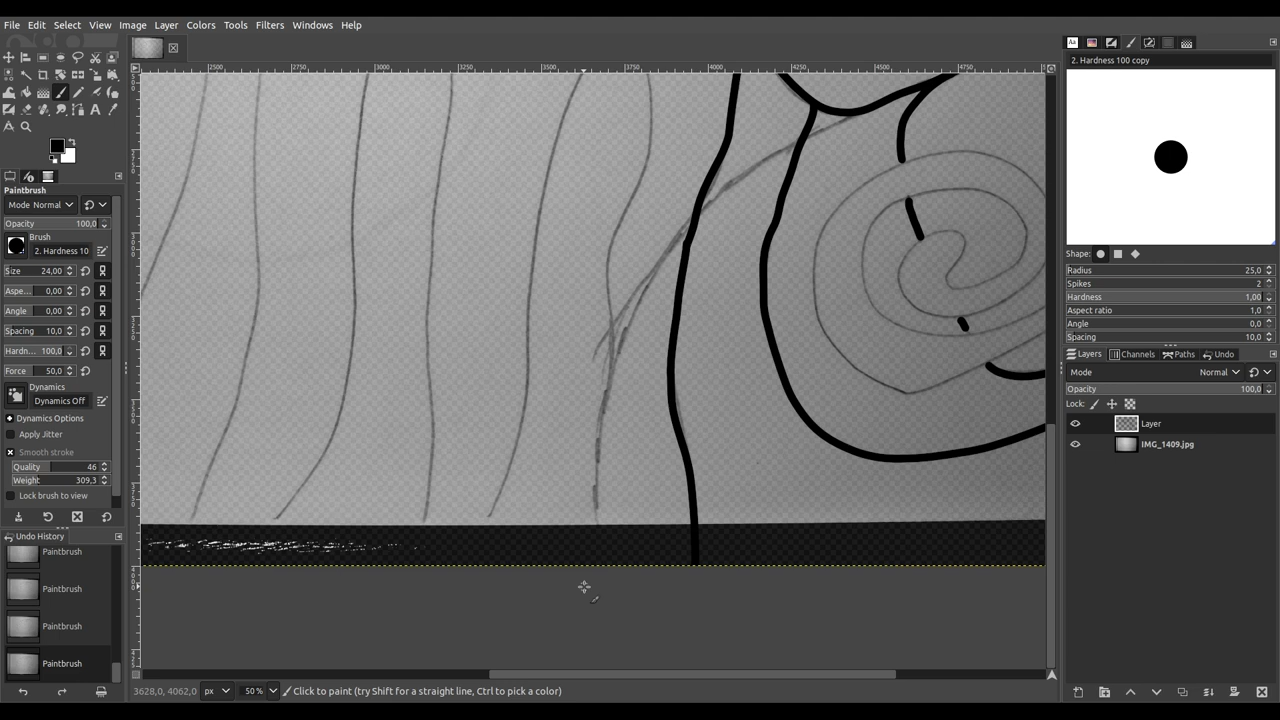 File Edit Select View Image Layer Colors Tools Filters Windows Help
2500 2750 3000 3250 3500 3750 4000 4250 4500 4750
2. Hardness 100 copy
Paintbrush
Mode Normal
Opacity 100,0
Brush
2. Hardness 10
Size 24,00
Aspe... 0,00
Angle 0,00
Spacing 10,0
Hardn... 100,0
Force 50,0
Dynamics
Dynamics Off
Dynamics Options
Apply Jitter
Smooth stroke
Quality 46
Weight 309,3
Lock brush to view
Undo History
Paintbrush
Paintbrush
Paintbrush
Paintbrush
3628,0, 4062,0 px 50 % Click to paint (try Shift for a straight line, Ctrl to pick a color)
Shape:
Radius 25,0
Spikes 2
Hardness 1,00
Aspect ratio 1,0
Angle 0,0
Spacing 10,0
Layers Channels Paths Undo
Mode Normal
Opacity 100,0
Lock:
Layer
IMG_1409.jpg